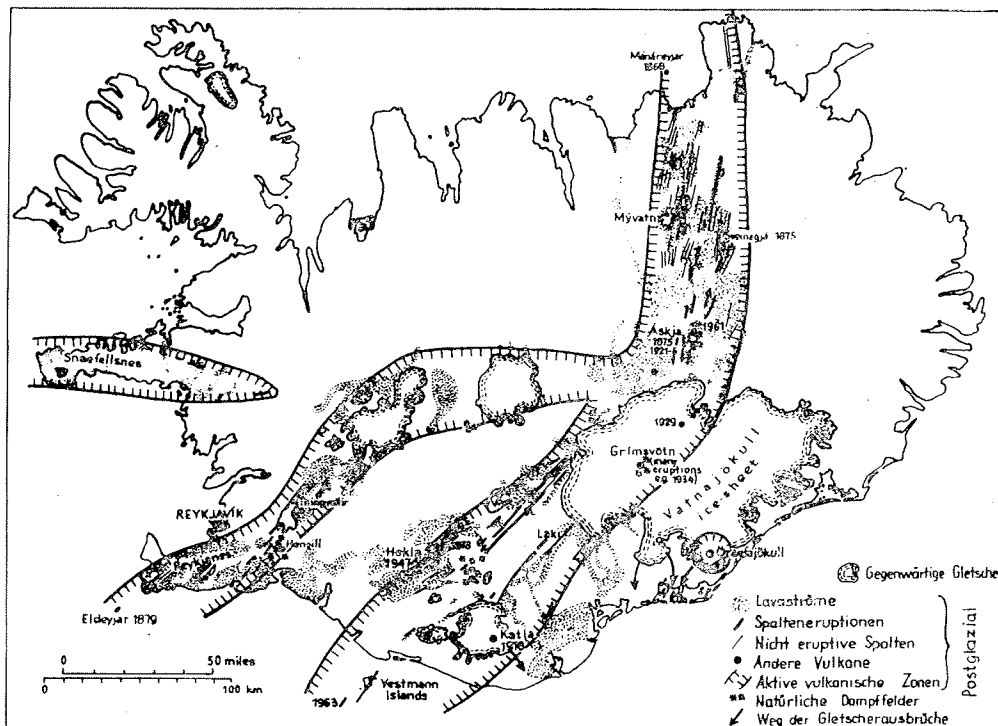 Mánáreyjar
1868
Mývatn
1875
Askja
1961
1875
1921
Snaefellsnes
1929
Grímsvötn
(many
eruptions
e.g. 1934)
Vatnajökull
ice-sheet
REYKJAVÍK
Hengill
Reykjanes
Hekla
1947
1878
Laki
Öræfajökull
Eldeyjar 1879
Katla
1918
Vestmann
Islands
1963
0 50 miles
0 100 km
Gegenwärtige Gletscher
Lavaströme
Spalteneruptionen
Nicht eruptive Spalten
Andere Vulkane
Aktive vulkanische Zonen
Natürliche Dampffelder
Weg der Gletscherausbrüche
Postglazial